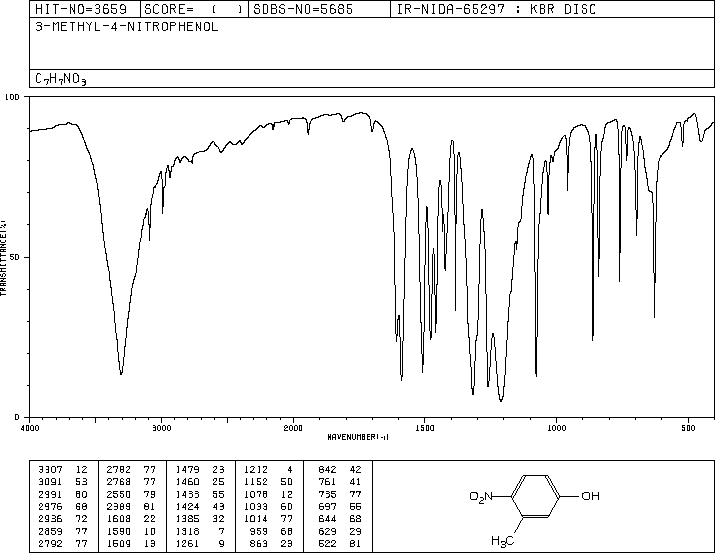 HIT-NO=3659 SCORE= ( ) SDBS-NO=5685 IR-NIDA-65297 : KBR DISC
3-METHYL-4-NITROPHENOL
C7H7NO3
100
50
0
TRANSMITTANCE(%)
4000 3000 2000 1500 1000 500
WAVENUMBER(-1)
3307 12 2782 77 1479 23 1212 4 842 42
3091 53 2768 77 1460 25 1152 50 761 41
2991 60 2550 79 1433 55 1078 12 735 77
2976 68 2389 81 1424 43 1033 60 697 55
2936 72 1608 22 1385 32 1014 77 644 68
2859 77 1590 10 1318 7 959 68 629 29
2792 77 1509 13 1261 9 863 23 522 81
O2N
OH
H3C